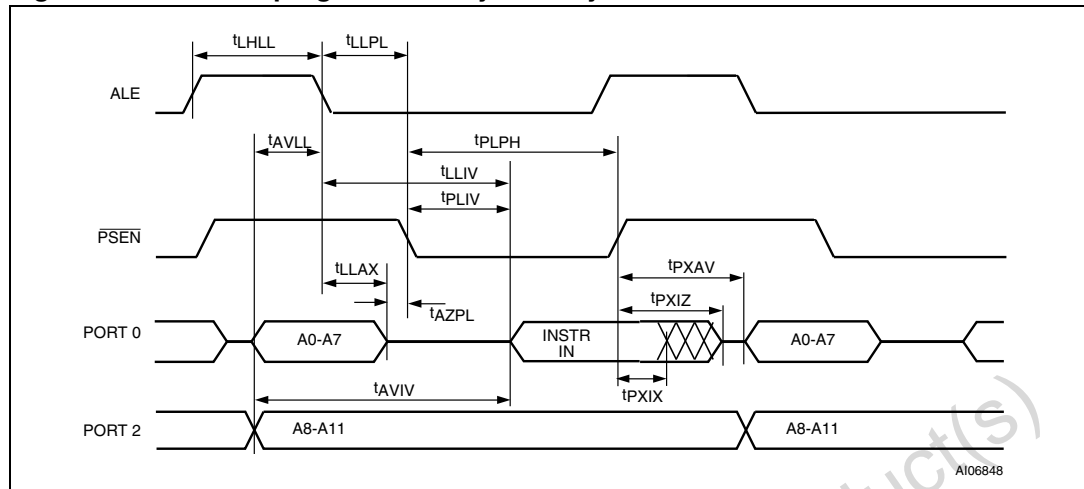 tLHLL tLLPL
ALE
tAVLL tPLPH
tLLIV
tPLIV
PSEN
tLLAX tPXAV
tPXIZ
tAZPL
PORT 0 A0-A7 INSTR IN A0-A7
tPXIX
tAVIV
PORT 2 A8-A11 A8-A11
AI06848